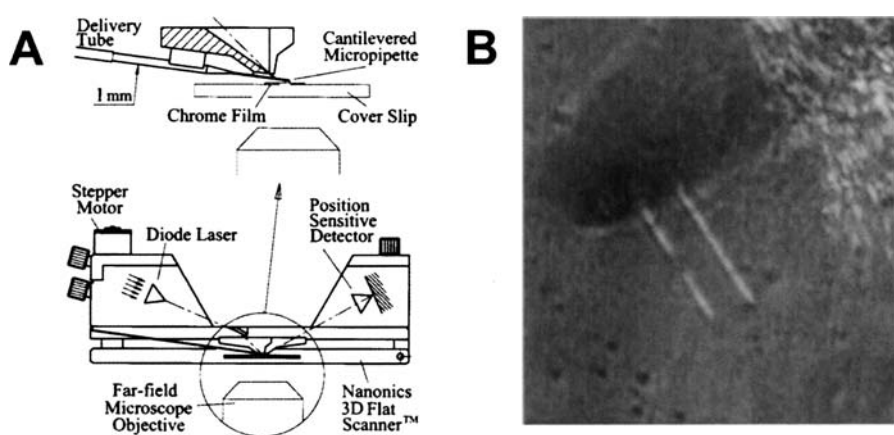 A
Delivery
Tube
Cantilevered
Micropipette
1 mm
Chrome Film
Cover Slip
Stepper
Motor
Diode Laser
Position
Sensitive
Detector
Far-field
Microscope
Objective
Nanonics
3D Flat
Scanner™
B